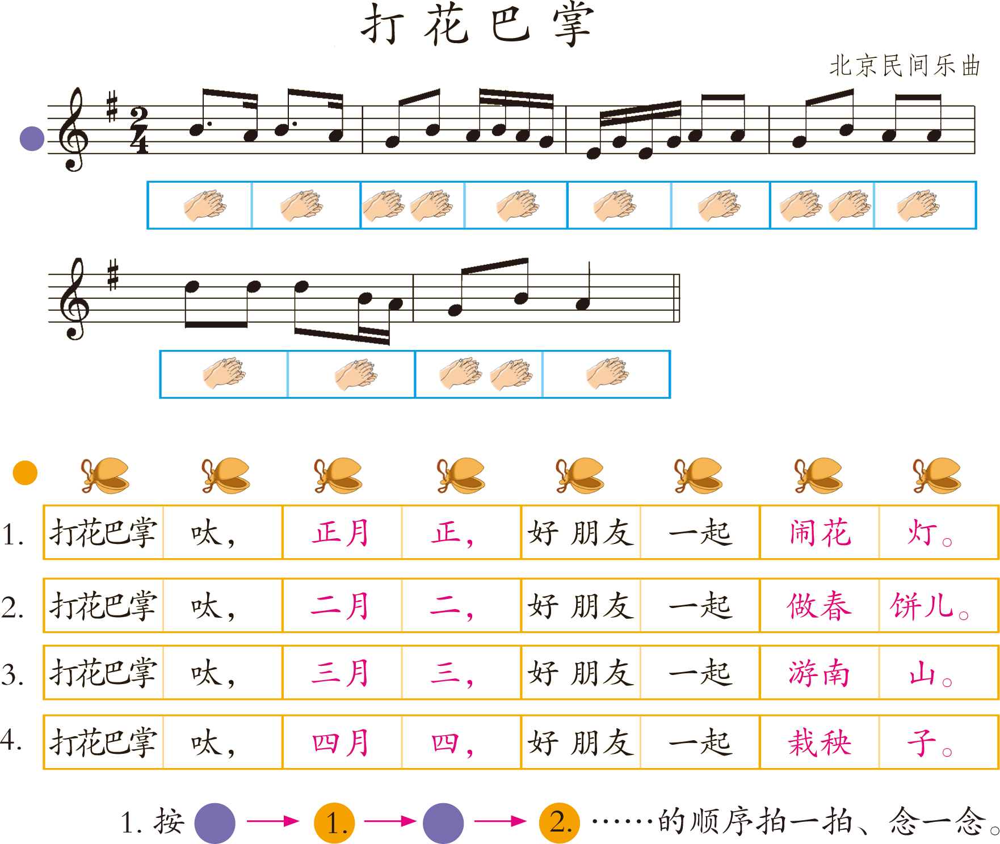 打花巴掌
北京民间乐曲
2
4
1. 打花巴掌 呔， 正月 正， 好 朋友 一起 闹花 灯。
2. 打花巴掌 呔， 二月 二， 好 朋友 一起 做春 饼儿。
3. 打花巴掌 呔， 三月 三， 好 朋友 一起 游南 山。
4. 打花巴掌 呔， 四月 四， 好 朋友 一起 栽秧 子。
1. 按 → 1. → → 2. ……的顺序拍一拍、念一念。